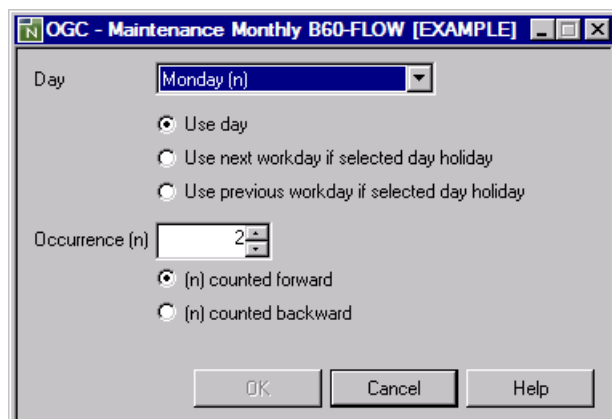 OGC - Maintenance Monthly B60-FLOW [EXAMPLE]
Day Monday (n)
Use day
Use next workday if selected day holiday
Use previous workday if selected day holiday
Occurrence (n) 2
(n) counted forward
(n) counted backward
OK Cancel Help